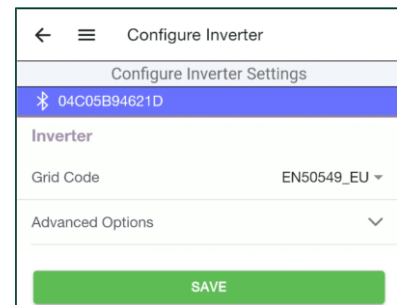 Configure Inverter
Configure Inverter Settings
04C05B94621D
Inverter
Grid Code EN50549_EU
Advanced Options
SAVE